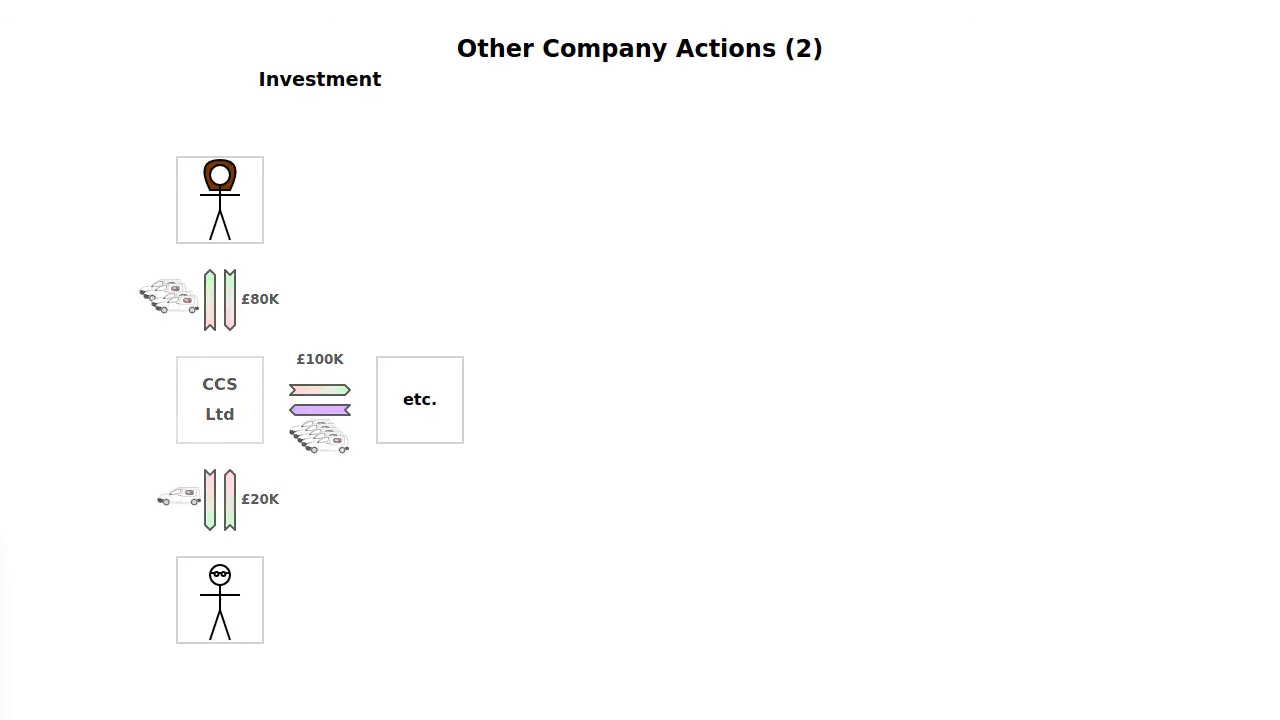 Other Company Actions (2)
Investment
£80K
£100K
CCS
Ltd
etc.
£20K